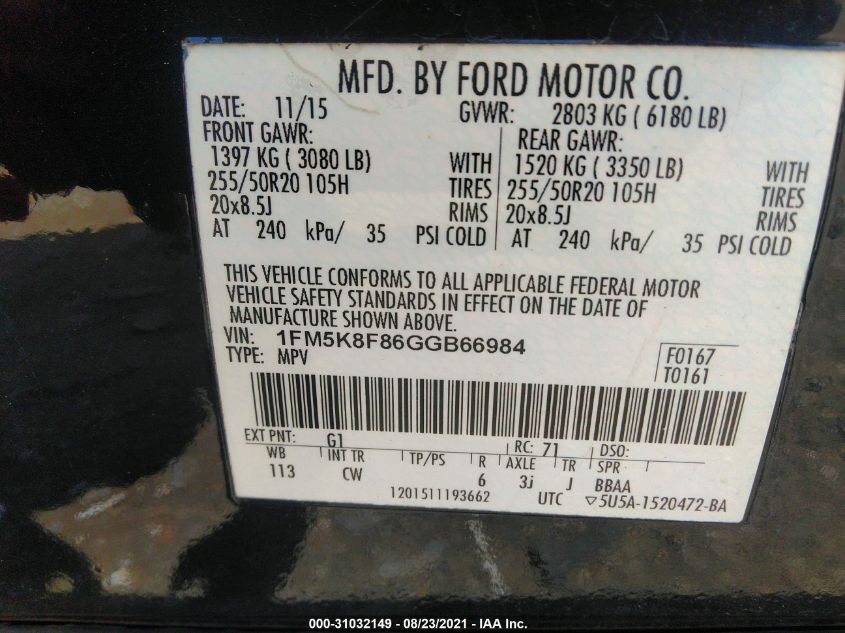 MFD. BY FORD MOTOR CO.
DATE: 11/15 GVWR: 2803 KG ( 6180 LB)
FRONT GAWR: REAR GAWR:
1397 KG ( 3080 LB) WITH 1520 KG ( 3350 LB) WITH
255/50R20 105H TIRES 255/50R20 105H TIRES
20x8.5J RIMS 20x8.5J RIMS
AT 240 kPa/ 35 PSI COLD AT 240 kPa/ 35 PSI COLD
THIS VEHICLE CONFORMS TO ALL APPLICABLE FEDERAL MOTOR
VEHICLE SAFETY STANDARDS IN EFFECT ON THE DATE OF
MANUFACTURE SHOWN ABOVE.
VIN: 1FM5K8F86GGB66984
TYPE: MPV
F0167
T0161
EXT PNT: G1 RC: 71 DSO:
WB INT TR TP/PS R AXLE TR SPR
113 CW 6 3j J BBAA
1201511193662 UTC ▽5U5A-1520472-BA
000-31032149 - 08/23/2021 - IAA Inc.